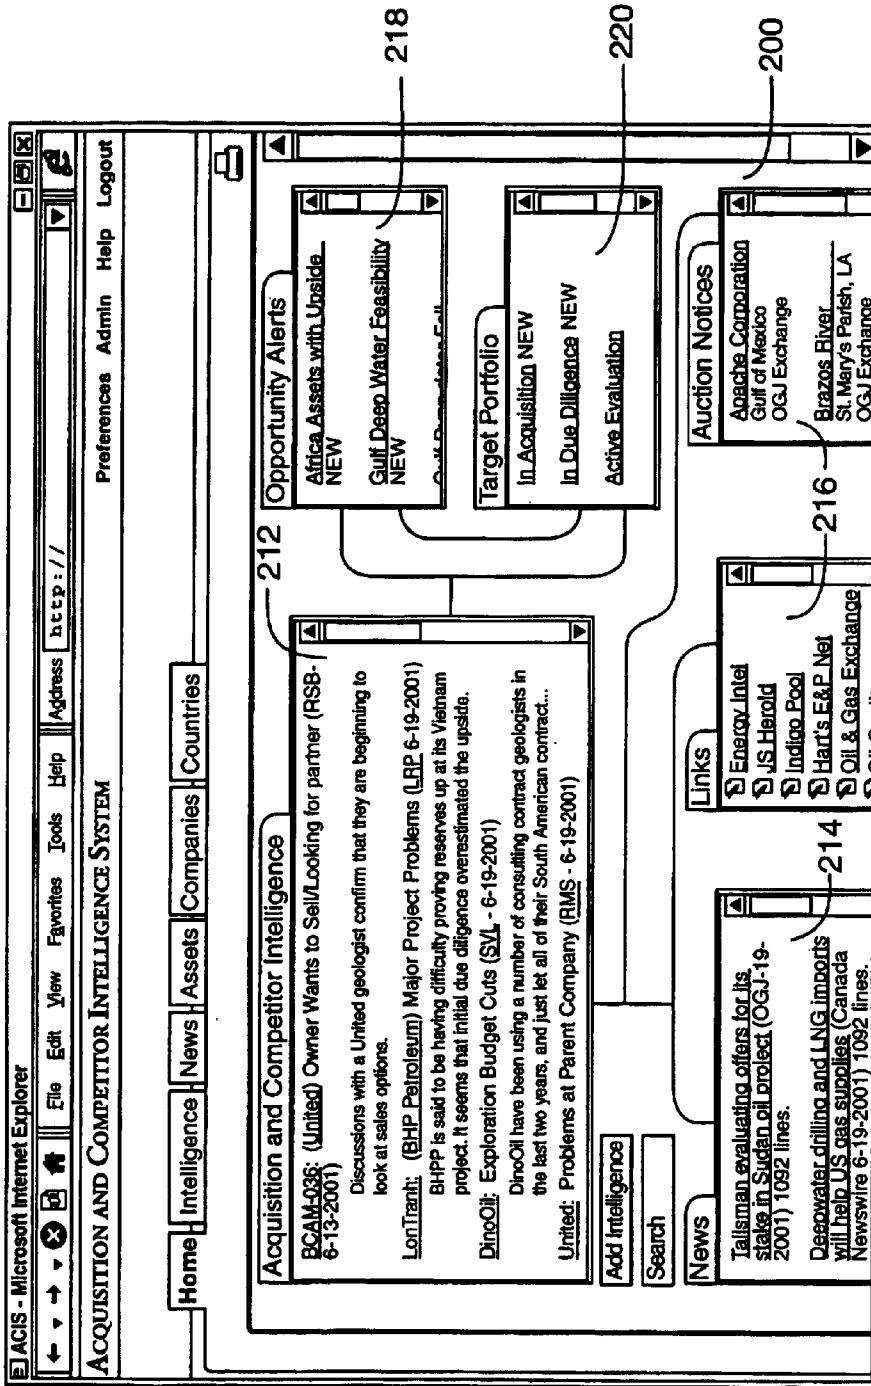 ACIS - Microsoft Internet Explorer
File Edit View Favorites Tools Help Address http://
ACQUISITION AND COMPETITOR INTELLIGENCE SYSTEM
Preferences Admin Help Logout
Home Intelligence News Assets Companies Countries
212
Acquisition and Competitor Intelligence
BCAM-036: (United) Owner Wants to Sell/Looking for partner (RSB-
6-13-2001)
Discussions with a United geologist confirm that they are beginning to
look at sales options.
LonTranh: (BHP Petroleum) Major Project Problems (LRP 6-19-2001)
BHPP is said to be having difficulty proving reserves up at its Vietnam
project. It seems that initial due diligence overestimated the upside.
DinoOil: Exploration Budget Cuts (SVL - 6-19-2001)
DinoOil have been using a number of consulting contract geologists in
the last two years, and just let all of their South American contract...
United: Problems at Parent Company (RMS - 6-19-2001)
Opportunity Alerts
Africa Assets with Upside
NEW
Gulf Deep Water Feasibility
NEW
218
Target Portfolio
In Acquisition NEW
In Due Diligence NEW
Active Evaluation
220
Add Intelligence
Search
News
Talisman evaluating offers for its
stake in Sudan oil project (OGJ-19-
2001) 1092 lines.
Deepwater drilling and LNG imports
will help US gas supplies (Canada
Newswire 6-19-2001) 1092 lines.
214
Links
Energy Intel
JS Herold
Indigo Pool
Hart's E&P Net
Oil & Gas Exchange
216
Auction Notices
Apache Corporation
Gulf of Mexico
OGJ Exchange
Brazos River
St. Mary's Parish, LA
OGJ Exchange
200